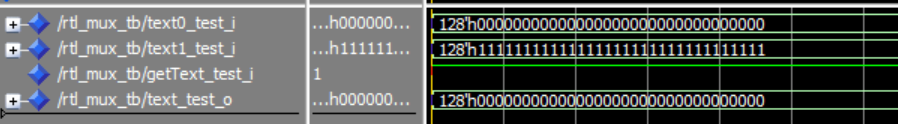 /rtl_mux_tb/text0_test_i ...h000000... 128'h00000000000000000000000000000000
/rtl_mux_tb/text1_test_i ...h111111... 128'h11111111111111111111111111111111
/rtl_mux_tb/getText_test_i 1
/rtl_mux_tb/text_test_o ...h000000... 128'h00000000000000000000000000000000